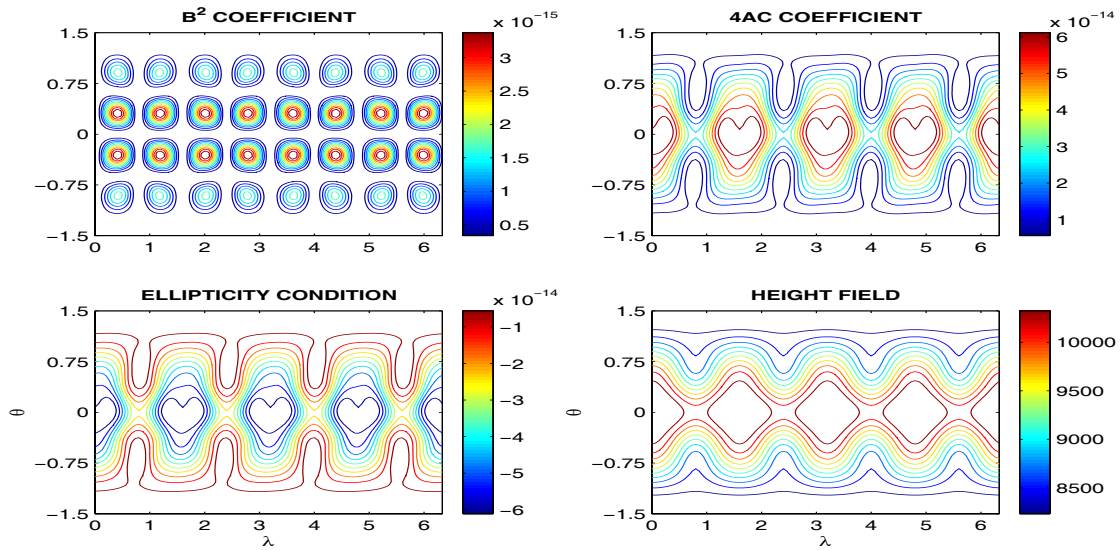 B² COEFFICIENT
x 10⁻¹⁵
1.5
0.75
0
−0.75
−1.5
0 1 2 3 4 5 6
3
2.5
2
1.5
1
0.5
4AC COEFFICIENT
x 10⁻¹⁴
1.5
0.75
0
−0.75
−1.5
0 1 2 3 4 5 6
6
5
4
3
2
1
ELLIPTICITY CONDITION
x 10⁻¹⁴
θ
1.5
0.75
0
−0.75
−1.5
0 1 2 3 4 5 6
λ
−1
−2
−3
−4
−5
−6
HEIGHT FIELD
θ
1.5
0.75
0
−0.75
−1.5
0 1 2 3 4 5 6
λ
10000
9500
9000
8500